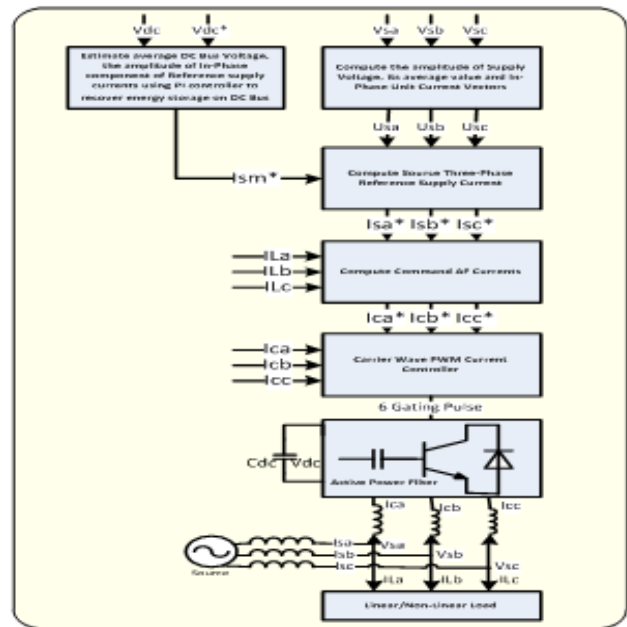 Vdc Vdc*
Vsa Vsb Vsc
Estimate average DC Bus Voltage,
the amplitude of In-Phase
component of Reference supply
currents using PI controller to
recover energy storage on DC Bus
Compute the amplitude of Supply
Voltage, its average value and In-
Phase Unit Current Vectors
Usa Usb Usc
Ism*
Compute Source Three-Phase
Reference Supply Current
Isa* Isb* Isc*
ILa
ILb
ILc
Compute Command AF Currents
Ica* Icb* Icc*
Ica
Icb
Icc
Carrier Wave PWM Current
Controller
6 Gating Pulse
Cdc Vdc
Active Power Filter
Ica Icb Icc
Isa Vsa
Isb Vsb
Isc Vsc
Source
ILa ILb ILc
Linear/Non-Linear Load